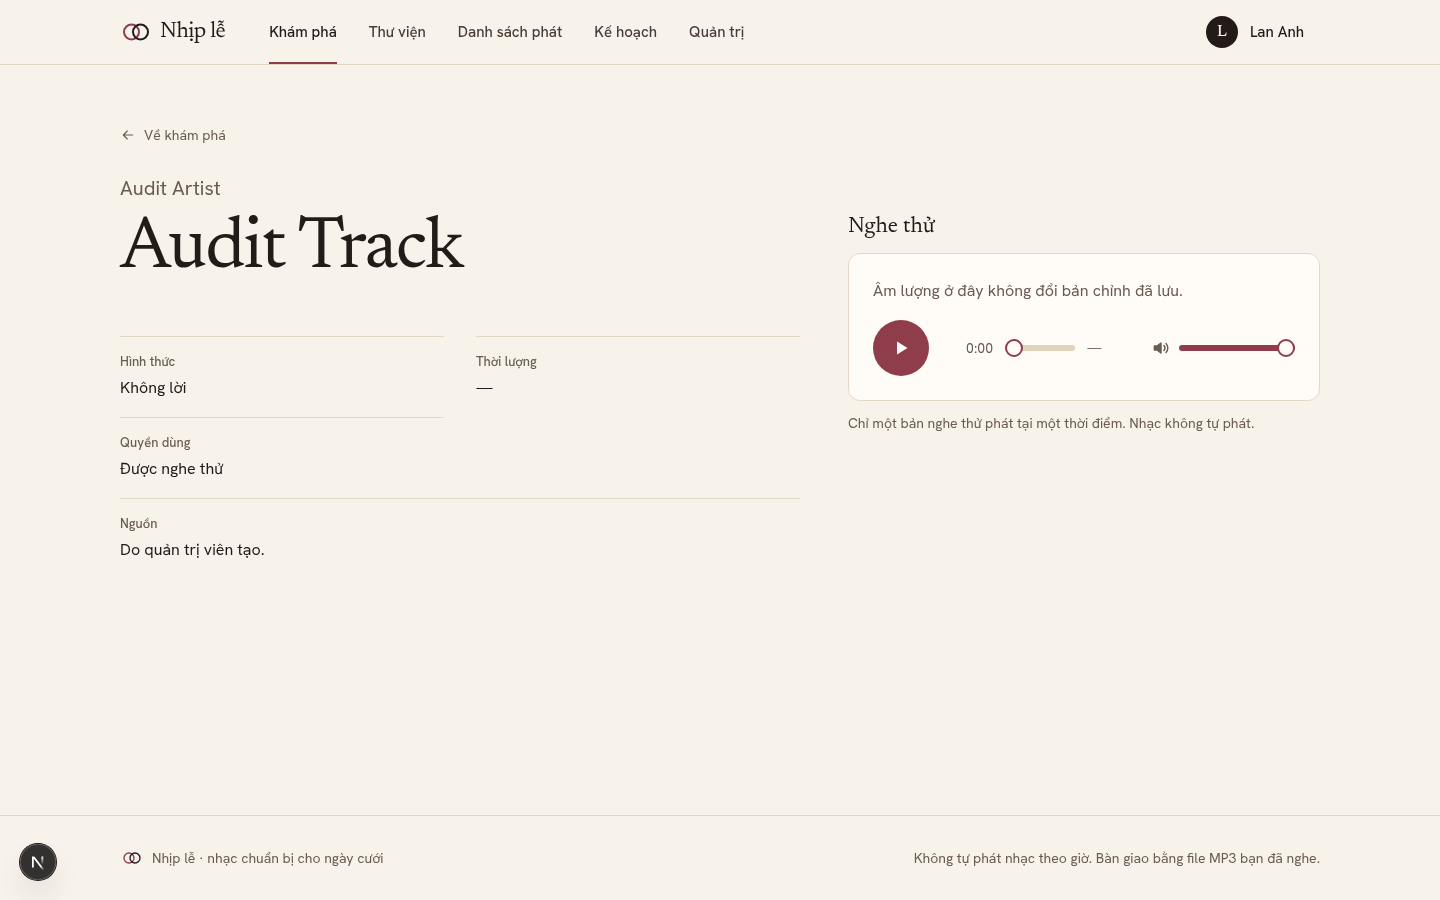 Nhịp lễ
Khám phá
Thư viện
Danh sách phát
Kế hoạch
Quản trị
L
Lan Anh
← Về khám phá
Audit Artist
Audit Track
Hình thức
Không lời
Thời lượng
—
Quyền dùng
Được nghe thử
Nguồn
Do quản trị viên tạo.
Nghe thử
Âm lượng ở đây không đổi bản chỉnh đã lưu.
0:00
—
Chỉ một bản nghe thử phát tại một thời điểm. Nhạc không tự phát.
N
Nhịp lễ · nhạc chuẩn bị cho ngày cưới
Không tự phát nhạc theo giờ. Bàn giao bằng file MP3 bạn đã nghe.